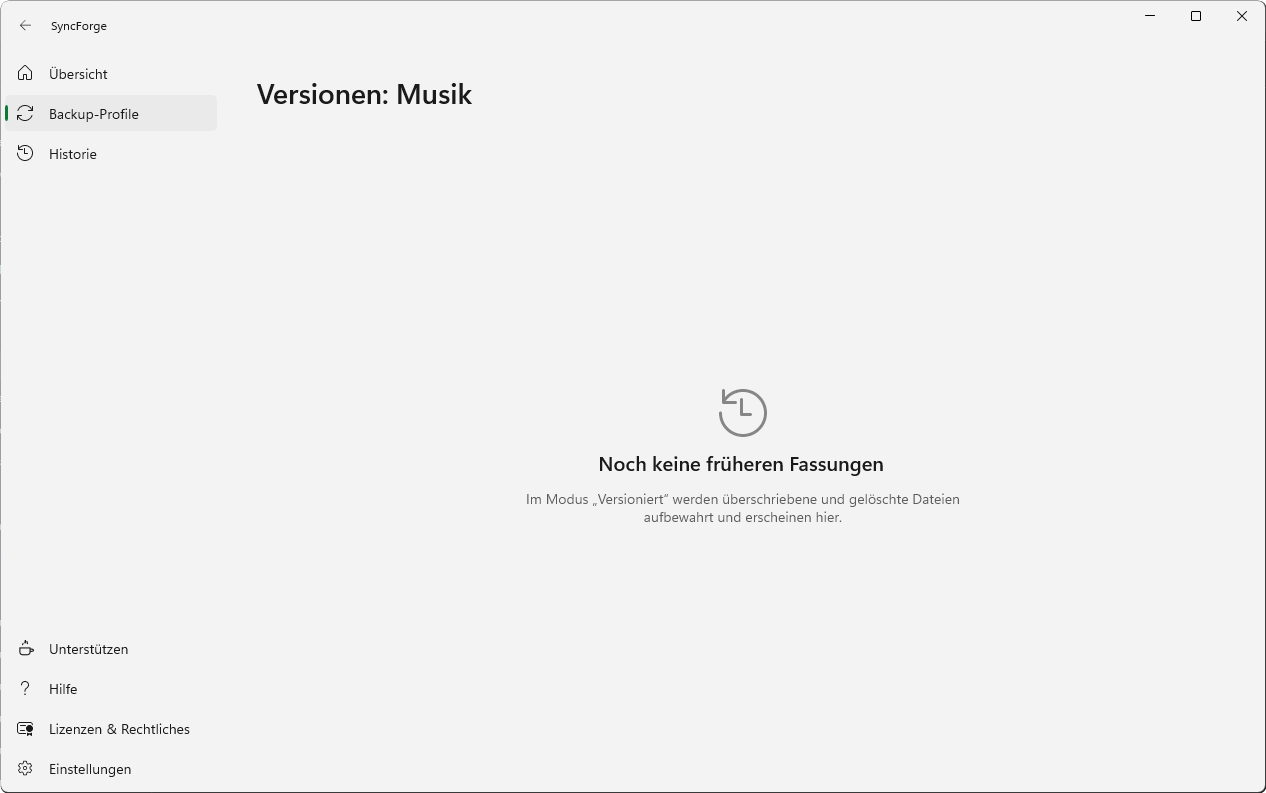 SyncForge
Übersicht
Backup-Profile
Historie
Versionen: Musik
Noch keine früheren Fassungen
Im Modus „Versioniert“ werden überschriebene und gelöschte Dateien
aufbewahrt und erscheinen hier.
Unterstützen
Hilfe
Lizenzen & Rechtliches
Einstellungen